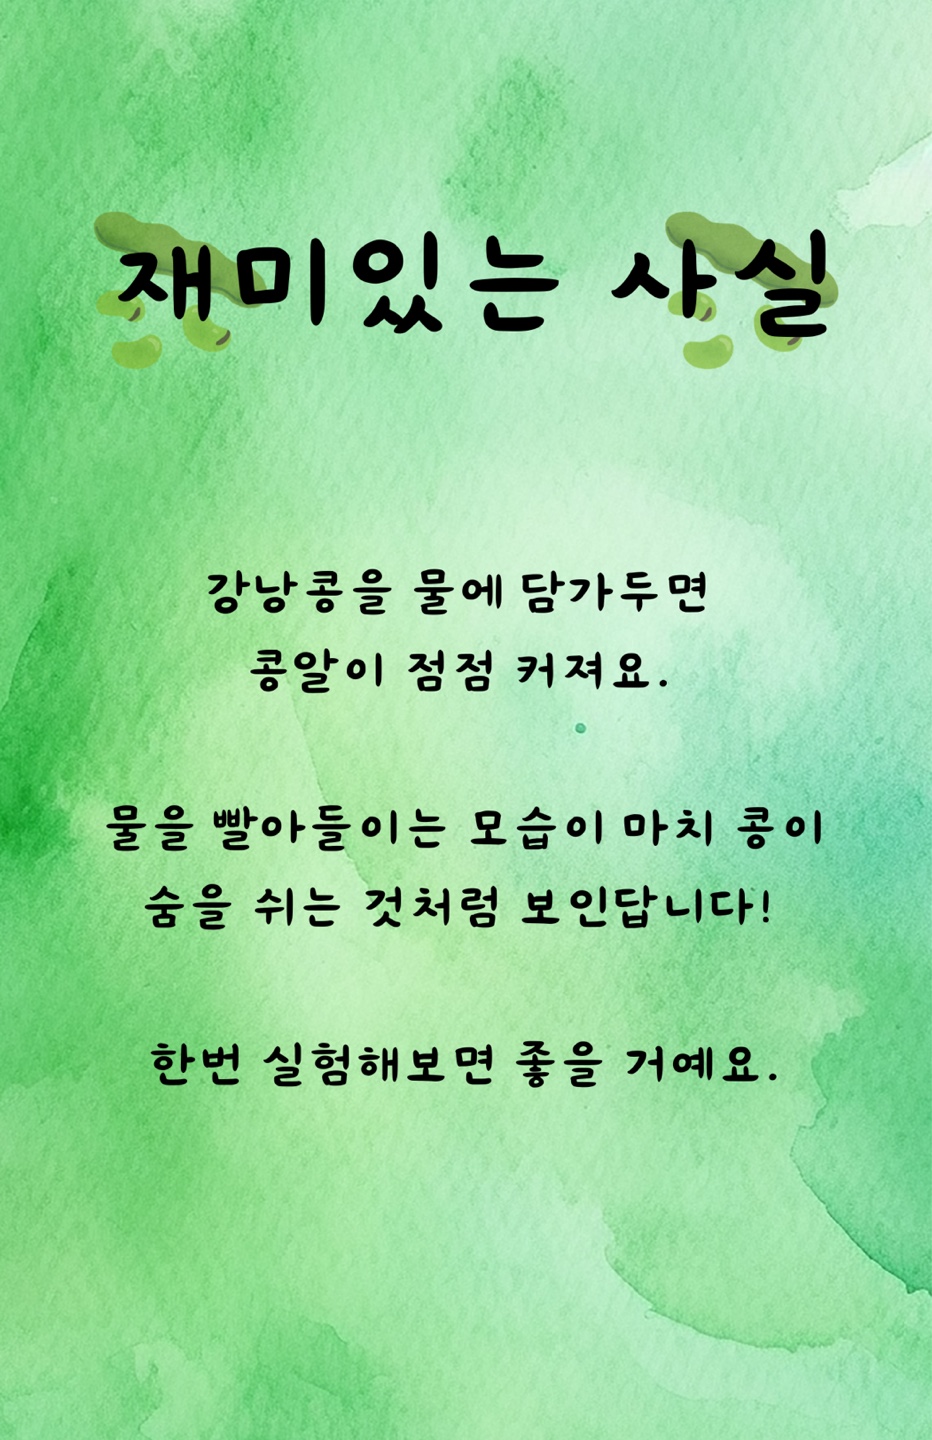 재미있는 사실
강낭콩을 물에 담가두면
콩알이 점점 커져요.
물을 빨아들이는 모습이 마치 콩이
숨을 쉬는 것처럼 보인답니다!
한번 실험해보면 좋을 거예요.